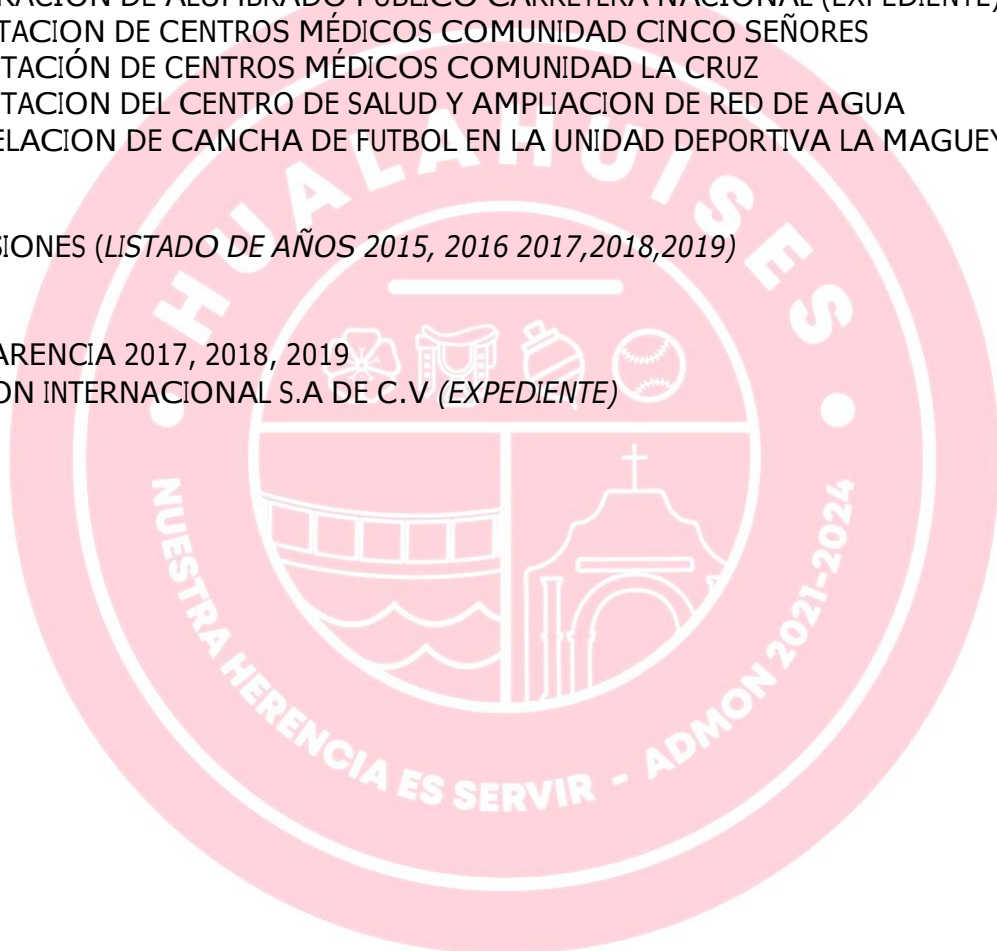 RACION DE ALUMBRADO PUBLICO CARRETERA NACIONAL (EXPEDIENTE)
TACION DE CENTROS MÉDICOS COMUNIDAD CINCO SEÑORES
TACIÓN DE CENTROS MÉDICOS COMUNIDAD LA CRUZ
TACION DEL CENTRO DE SALUD Y AMPLIACION DE RED DE AGUA
ELACION DE CANCHA DE FUTBOL EN LA UNIDAD DEPORTIVA LA MAGUEY
SIONES (LISTADO DE AÑOS 2015, 2016 2017,2018,2019)
ARENCIA 2017, 2018, 2019
ON INTERNACIONAL S.A DE C.V (EXPEDIENTE)
HUALAHUISES
NUESTRA HERENCIA ES SERVIR - ADMON 2021-2024